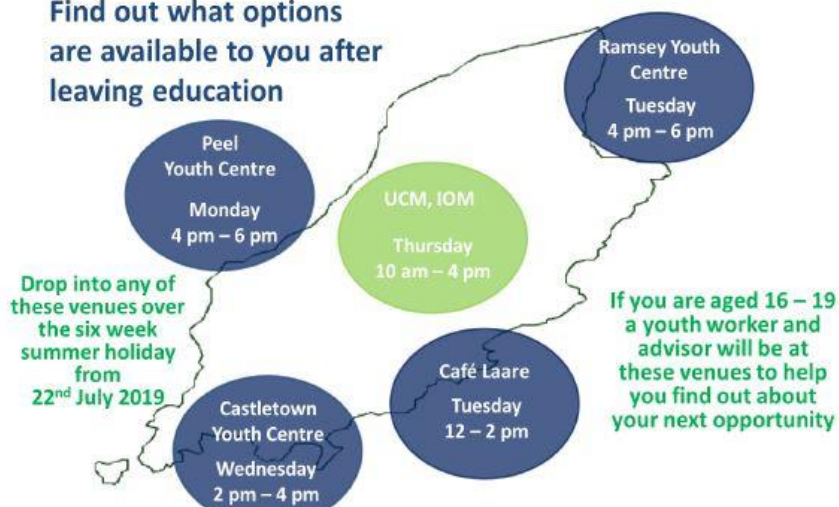 Find out what options
are available to you after
leaving education
Ramsey Youth
Centre
Tuesday
4 pm – 6 pm
Peel
Youth Centre
Monday
4 pm – 6 pm
UCM, IOM
Thursday
10 am – 4 pm
Drop into any of
these venues over
the six week
summer holiday
from
22nd July 2019
If you are aged 16 – 19
a youth worker and
advisor will be at
these venues to help
you find out about
your next opportunity
Café Laare
Tuesday
12 – 2 pm
Castletown
Youth Centre
Wednesday
2 pm – 4 pm